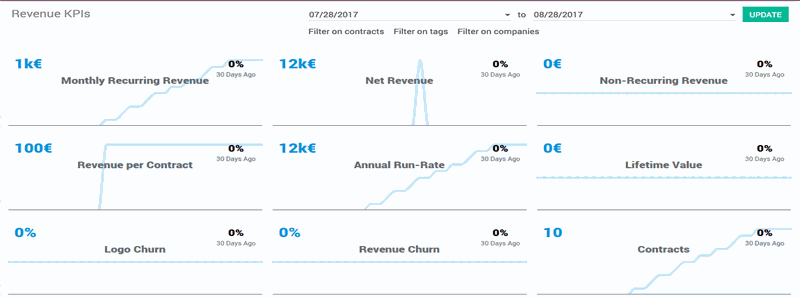 Revenue KPIs
07/28/2017 to 08/28/2017 UPDATE
Filter on contracts Filter on tags Filter on companies
1k€ 0%
30 Days Ago
Monthly Recurring Revenue
12k€ 0%
30 Days Ago
Net Revenue
0€ 0%
30 Days Ago
Non-Recurring Revenue
100€ 0%
30 Days Ago
Revenue per Contract
12k€ 0%
30 Days Ago
Annual Run-Rate
0€ 0%
30 Days Ago
Lifetime Value
0% 0%
30 Days Ago
Logo Churn
0% 0%
30 Days Ago
Revenue Churn
10 0%
30 Days Ago
Contracts